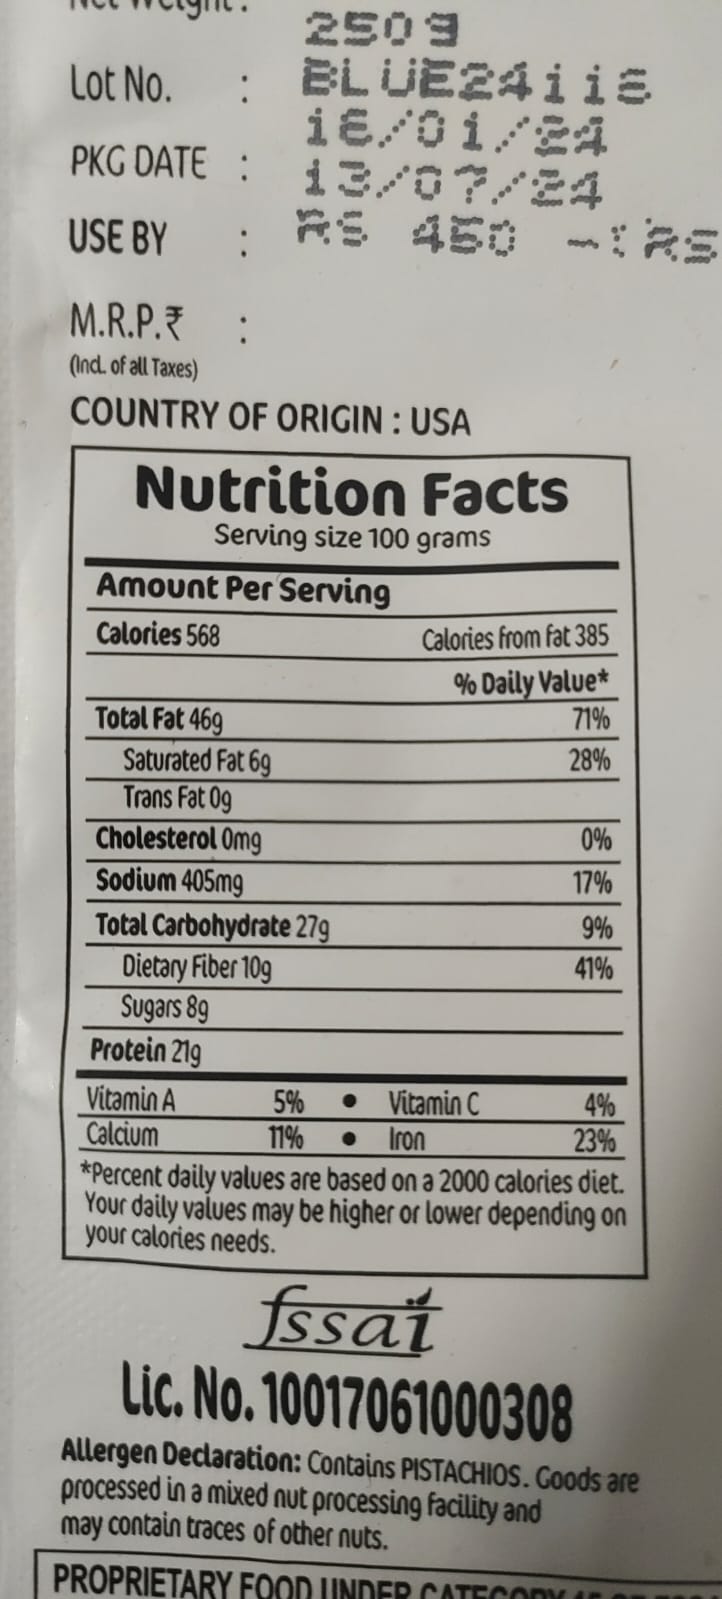 Net Weight :
250g
Lot No. : BLUE24118
18/01/24
PKG DATE :
13/07/24
USE BY : RS 450 -: RS
M.R.P.₹ :
(Incl. of all Taxes)
COUNTRY OF ORIGIN : USA
Nutrition Facts
Serving size 100 grams
Amount Per Serving
Calories 568 Calories from fat 385
% Daily Value*
Total Fat 46g 71%
Saturated Fat 6g 28%
Trans Fat 0g
Cholesterol 0mg 0%
Sodium 405mg 17%
Total Carbohydrate 27g 9%
Dietary Fiber 10g 41%
Sugars 8g
Protein 21g
Vitamin A 5% • Vitamin C 4%
Calcium 11% • Iron 23%
*Percent daily values are based on a 2000 calories diet.
Your daily values may be higher or lower depending on
your calories needs.
fssai
Lic. No. 10017061000308
Allergen Declaration: Contains PISTACHIOS. Goods are
processed in a mixed nut processing facility and
may contain traces of other nuts.
PROPRIETARY FOOD UNDER CATEGORY